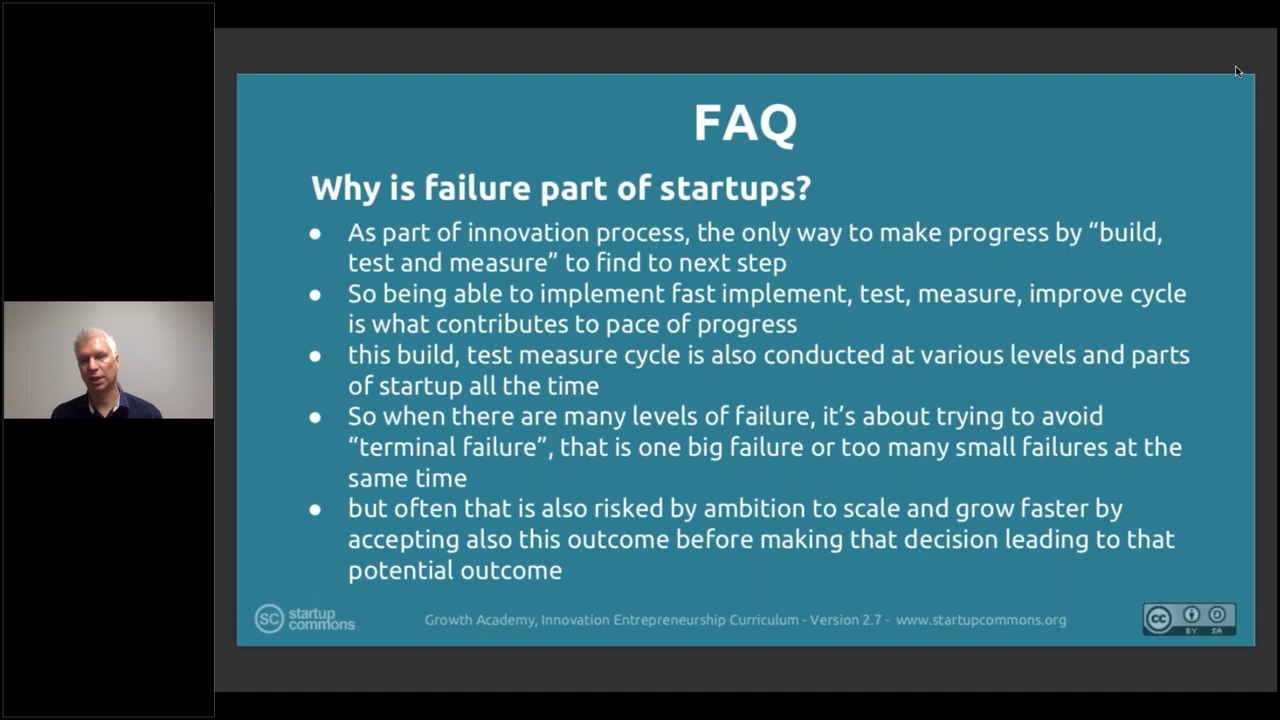 FAQ
Why is failure part of startups?
● As part of innovation process, the only way to make progress by “build,
test and measure” to find to next step
● So being able to implement fast implement, test, measure, improve cycle
is what contributes to pace of progress
● this build, test measure cycle is also conducted at various levels and parts
of startup all the time
● So when there are many levels of failure, it’s about trying to avoid
“terminal failure”, that is one big failure or too many small failures at the
same time
● but often that is also risked by ambition to scale and grow faster by
accepting also this outcome before making that decision leading to that
potential outcome
SC startup
commons
Growth Academy, Innovation Entrepreneurship Curriculum - Version 2.7 - www.startupcommons.org
cc BY SA